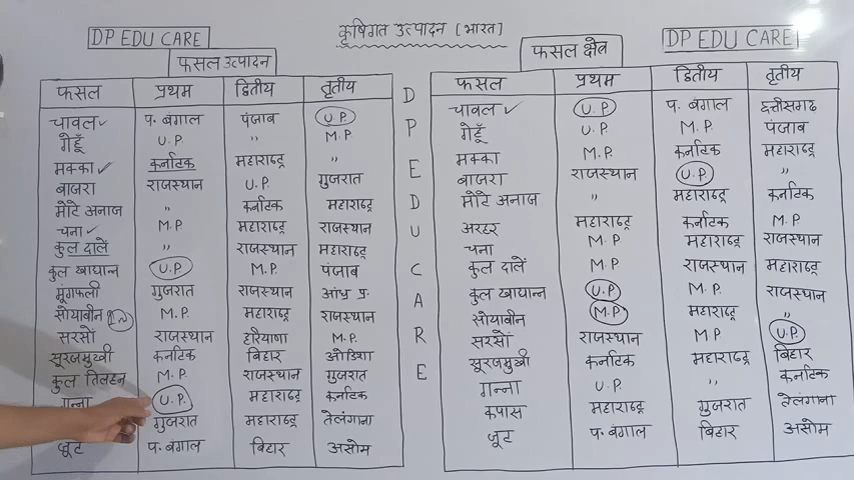 DP EDU CARE
कृषिगत उत्पादन [भारत]
DP EDU CARE
फसल उत्पादन
फसल क्षेत्र
फसल प्रथम द्वितीय तृतीय
चावल ✓ प. बंगाल पंजाब U.P.
गेहूँ U.P. " M.P.
मक्का ✓ कर्नाटक महाराष्ट्र "
बाजरा राजस्थान U.P. गुजरात
मोटे अनाज " कर्नाटक महाराष्ट्र
चना ✓ M.P महाराष्ट्र राजस्थान
कुल दालें " राजस्थान महाराष्ट्र
कुल खाद्यान्न U.P M.P. पंजाब
मूंगफली गुजरात राजस्थान आंध्र प्र.
सोयाबीन M.P. महाराष्ट्र राजस्थान
सरसों राजस्थान हरियाणा M.P.
सूरजमुखी कर्नाटक बिहार ओडिशा
कुल तिलहन M.P. राजस्थान गुजरात
गन्ना U.P. महाराष्ट्र कर्नाटक
गुजरात महाराष्ट्र तेलंगाना
जूट प. बंगाल बिहार असोम
D
P
E
D
U
C
A
R
E
फसल प्रथम द्वितीय तृतीय
चावल ✓ U.P. प. बंगाल छत्तीसगढ़
गेहूँ U.P. M.P. पंजाब
मक्का M.P. कर्नाटक महाराष्ट्र
बाजरा राजस्थान U.P. "
मोटे अनाज " महाराष्ट्र कर्नाटक
अरहर महाराष्ट्र कर्नाटक M.P
चना M.P महाराष्ट्र राजस्थान
कुल दालें M.P राजस्थान महाराष्ट्र
कुल खाद्यान्न U.P. M.P. राजस्थान
सोयाबीन M.P. महाराष्ट्र "
सरसों राजस्थान M.P U.P.
सूरजमुखी कर्नाटक महाराष्ट्र बिहार
गन्ना U.P. " कर्नाटक
कपास महाराष्ट्र गुजरात तेलंगाना
जूट प. बंगाल बिहार असोम